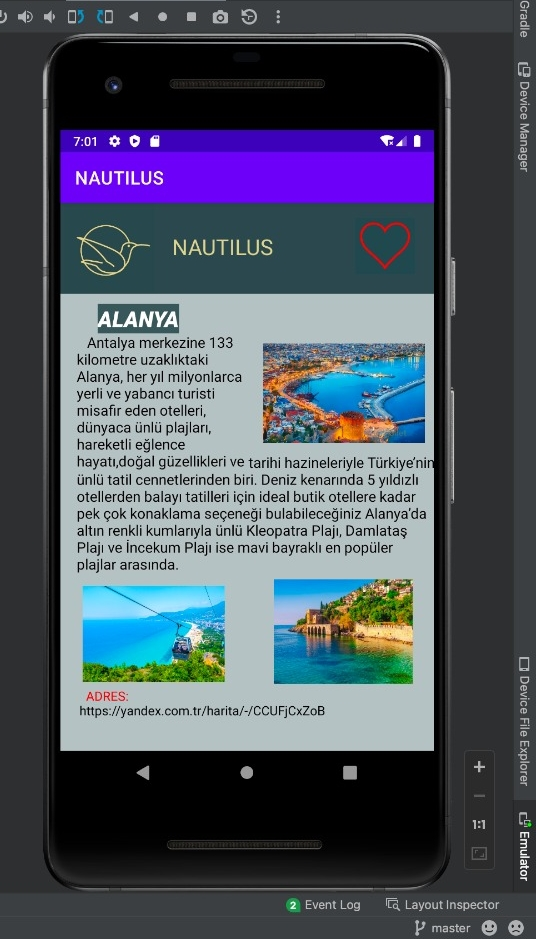 Gradle
Device Manager
7:01
NAUTILUS
NAUTILUS
ALANYA
Antalya merkezine 133
kilometre uzaklıktaki
Alanya, her yıl milyonlarca
yerli ve yabancı turisti
misafir eden otelleri,
dünyaca ünlü plajları,
hareketli eğlence
hayatı,doğal güzellikleri ve tarihi hazineleriyle Türkiye'nin
ünlü tatil cennetlerinden biri. Deniz kenarında 5 yıldızlı
otellerden balayı tatilleri için ideal butik otellere kadar
pek çok konaklama seçeneği bulabileceğiniz Alanya'da
altın renkli kumlarıyla ünlü Kleopatra Plajı, Damlataş
Plajı ve İncekum Plajı ise mavi bayraklı en popüler
plajlar arasında.
ADRES:
https://yandex.com.tr/harita/-/CCUFjCxZoB
Device File Explorer
1:1
Emulator
2 Event Log
Layout Inspector
master